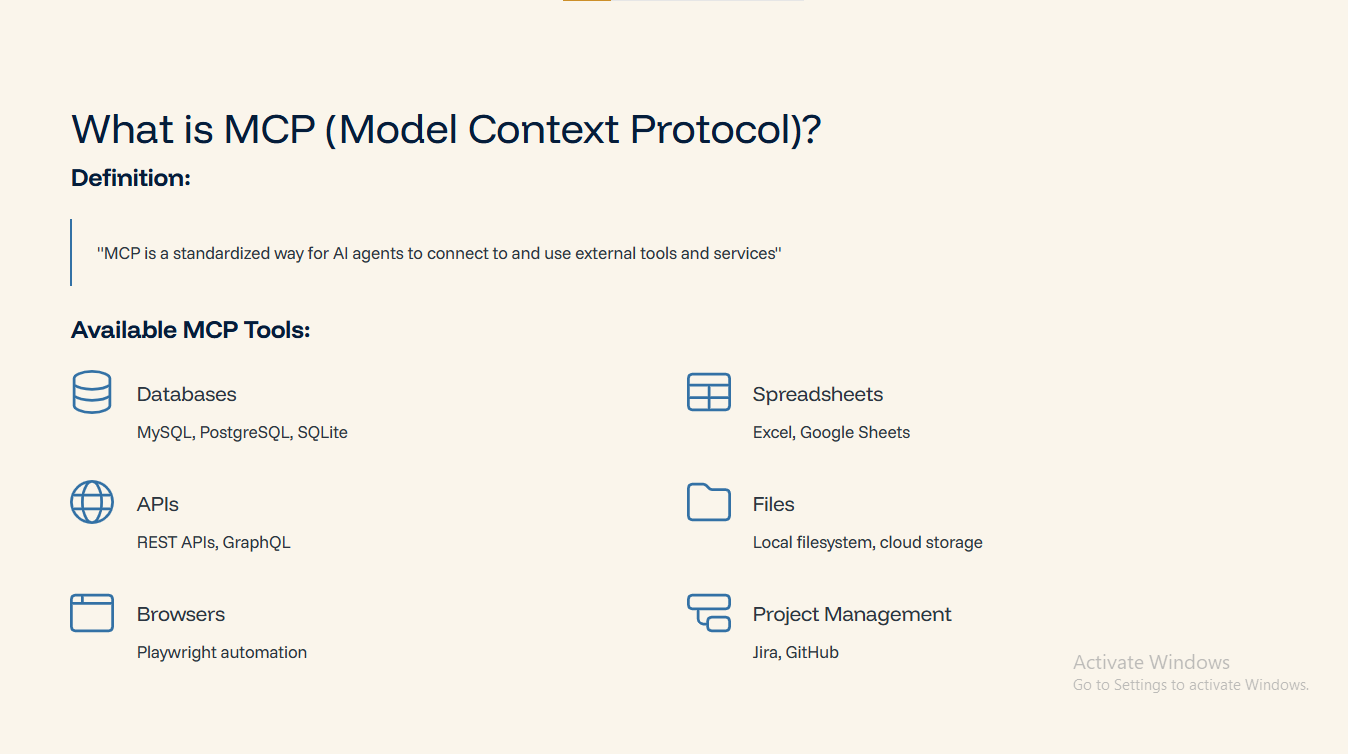 What is MCP (Model Context Protocol)?
Definition:
"MCP is a standardized way for AI agents to connect to and use external tools and services"
Available MCP Tools:
Databases
MySQL, PostgreSQL, SQLite
Spreadsheets
Excel, Google Sheets
APIs
REST APIs, GraphQL
Files
Local filesystem, cloud storage
Browsers
Playwright automation
Project Management
Jira, GitHub
Activate Windows
Go to Settings to activate Windows.